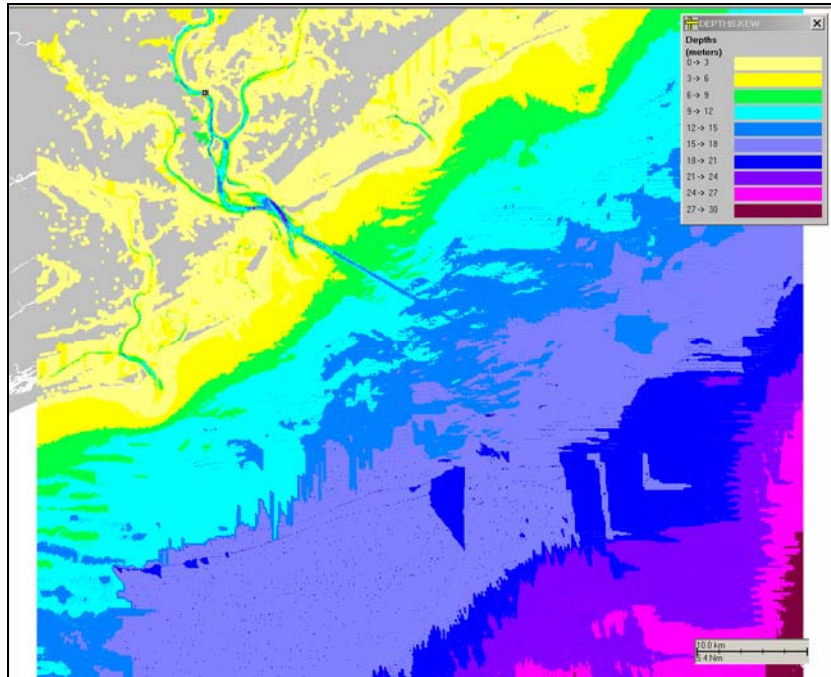 DEPTHS.KEW
Depths
(meters)
0 -> 3
3 -> 6
6 -> 9
9 -> 12
12 -> 15
15 -> 18
18 -> 21
21 -> 24
24 -> 27
27 -> 30
10.0 km
5.4 Nm